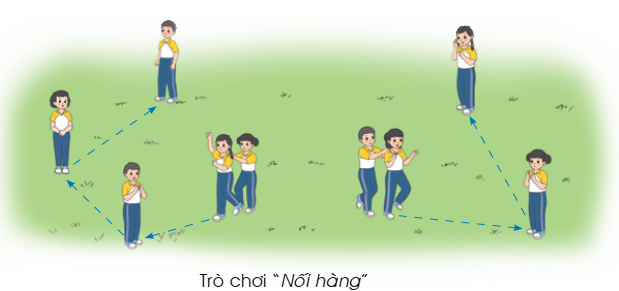 Trò chơi “Nối hàng”